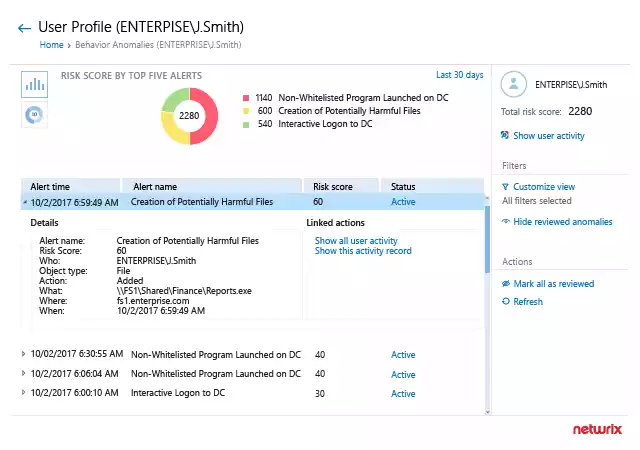 User Profile (ENTERPISE\J.Smith)
Home › Behavior Anomalies (ENTERPRISE\J.Smith)
RISK SCORE BY TOP FIVE ALERTS
Last 30 days
2280
1140 Non-Whitelisted Program Launched on DC
600 Creation of Potentially Harmful Files
540 Interactive Logon to DC
Alert time Alert name Risk score Status
10/2/2017 6:59:49 AM Creation of Potentially Harmful Files 60 Active
Details
Alert name: Creation of Potentially Harmful Files
Risk Score: 60
Who: ENTERPRISE\J.Smith
Object type: File
Action: Added
What: \\FS1\Shared\Finance\Reports.exe
Where: fs1.enterprise.com
When: 10/2/2017 6:59:49 AM
Linked actions
Show all user activity
Show this activity record
10/02/2017 6:30:55 AM Non-Whitelisted Program Launched on DC 40 Active
10/2/2017 6:06:04 AM Non-Whitelisted Program Launched on DC 40 Active
10/2/2017 6:00:10 AM Interactive Logon to DC 30 Active
ENTERPISE\J.Smith
Total risk score: 2280
Show user activity
Filters
Customize view
All filters selected
Hide reviewed anomalies
Actions
Mark all as reviewed
Refresh
netwrix